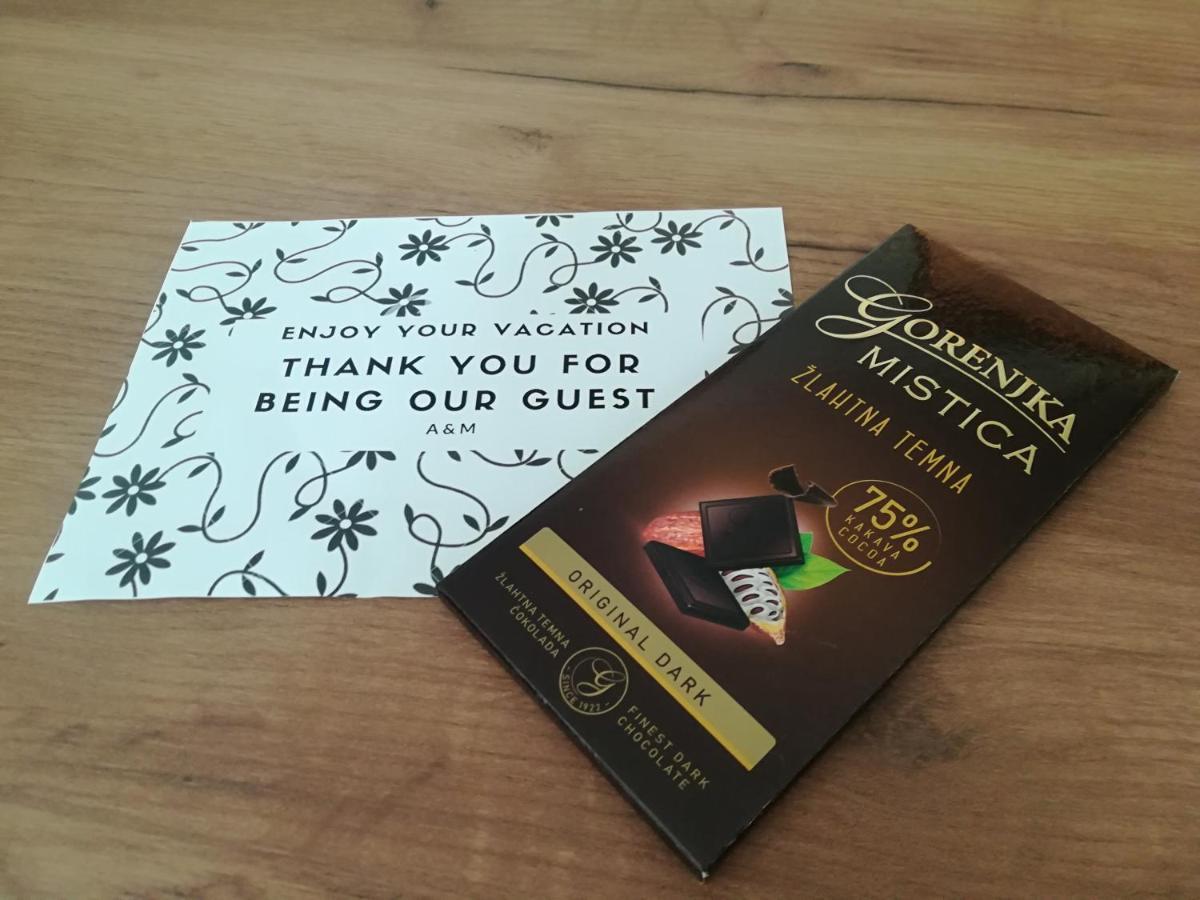 ENJOY YOUR VACATION
THANK YOU FOR
BEING OUR GUEST
A&M
GORENJKA
MISTICA
ŽLAHTNA TEMNA
75%
KAKAVA
COCOA
ORIGINAL DARK
ŽLAHTNA TEMNA
ČOKOLADA
G
· SINCE 1922 ·
FINEST DARK
CHOCOLATE